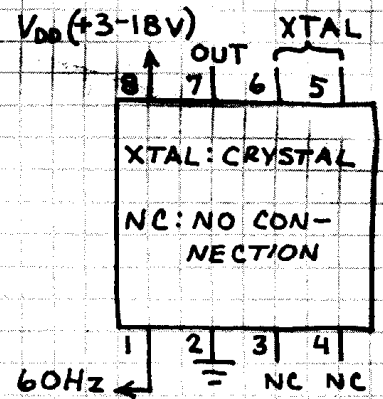 V_DD (+3-18V) XTAL
OUT
8 7 6 5
XTAL: CRYSTAL
NC: NO CON-
NECTION
1 2 3 4
60Hz NC NC